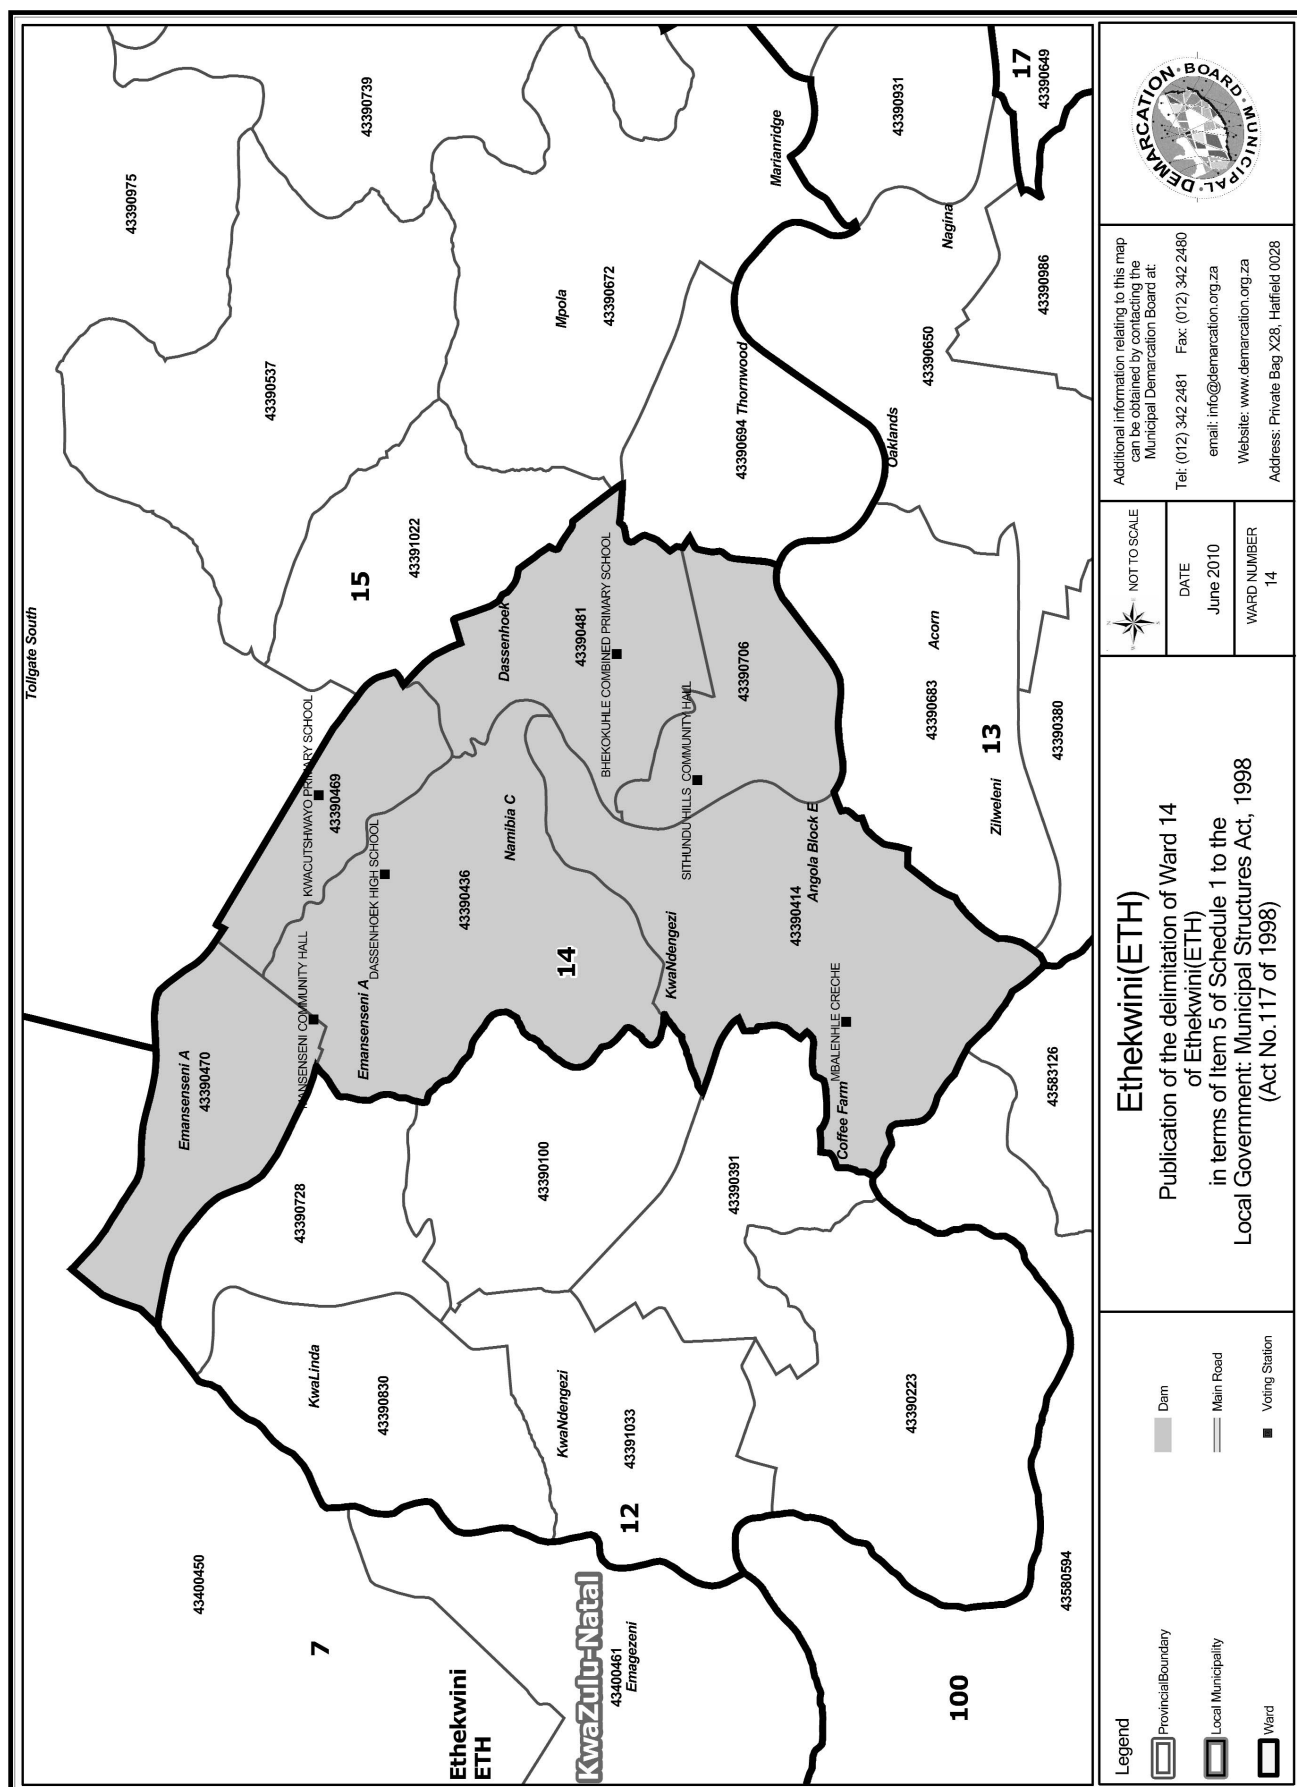 Tollgate South
43390975
43390739
43390537
15
43391022
Mpola
43390672
Marianridge
43390931
17
43390649
Nagina
43390986
43390650
43390694 Thornwood
Oaklands
KWACUTSHWAYO PRIMARY SCHOOL
43390469
Dassenhoek
43390481
BHEKOKUHLE COMBINED PRIMARY SCHOOL
43390706
SITHUNDU HILLS COMMUNITY HALL
Acorn
43390683
13
Zilweleni
43390380
DASSENHOEK HIGH SCHOOL
43390436
Namibia C
14
Emansenseni A
43390470
MANSENSENI COMMUNITY HALL
Emansenseni A
KwaNdengezi
43390414
Angola Block E
MBALENHLE CRECHE
Coffee Farm
43583126
43390728
43390100
43390391
KwaLinda
43390830
KwaNdengezi
43391033
12
43390223
43400450
7
Ethekwini
ETH
KwaZulu-Natal
43400461
Emagezeni
100
43580594
Legend
ProvincialBoundary
Local Municipality
Ward
Dam
Main Road
Voting Station
Ethekwini(ETH)
Publication of the delimitation of Ward 14
of Ethekwini(ETH)
in terms of Item 5 of Schedule 1 to the
Local Government: Municipal Structures Act, 1998
(Act No.117 of 1998)
NOT TO SCALE
DATE
June 2010
WARD NUMBER
14
Additional information relating to this map
can be obtained by contacting the
Municipal Demarcation Board at:
Tel: (012) 342 2481 Fax: (012) 342 2480
email: info@demarcation.org.za
Website: www.demarcation.org.za
Address: Private Bag X28, Hatfield 0028
MUNICIPAL DEMARCATION BOARD